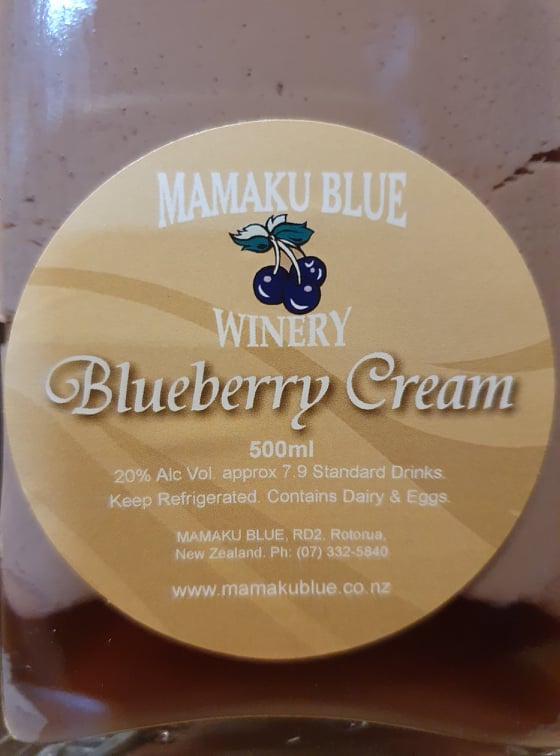 MAMAKU BLUE
WINERY
Blueberry Cream
500ml
20% Alc Vol. approx 7.9 Standard Drinks.
Keep Refrigerated. Contains Dairy & Eggs.
MAMAKU BLUE, RD2, Rotorua,
New Zealand. Ph: (07) 332-5840
www.mamakublue.co.nz